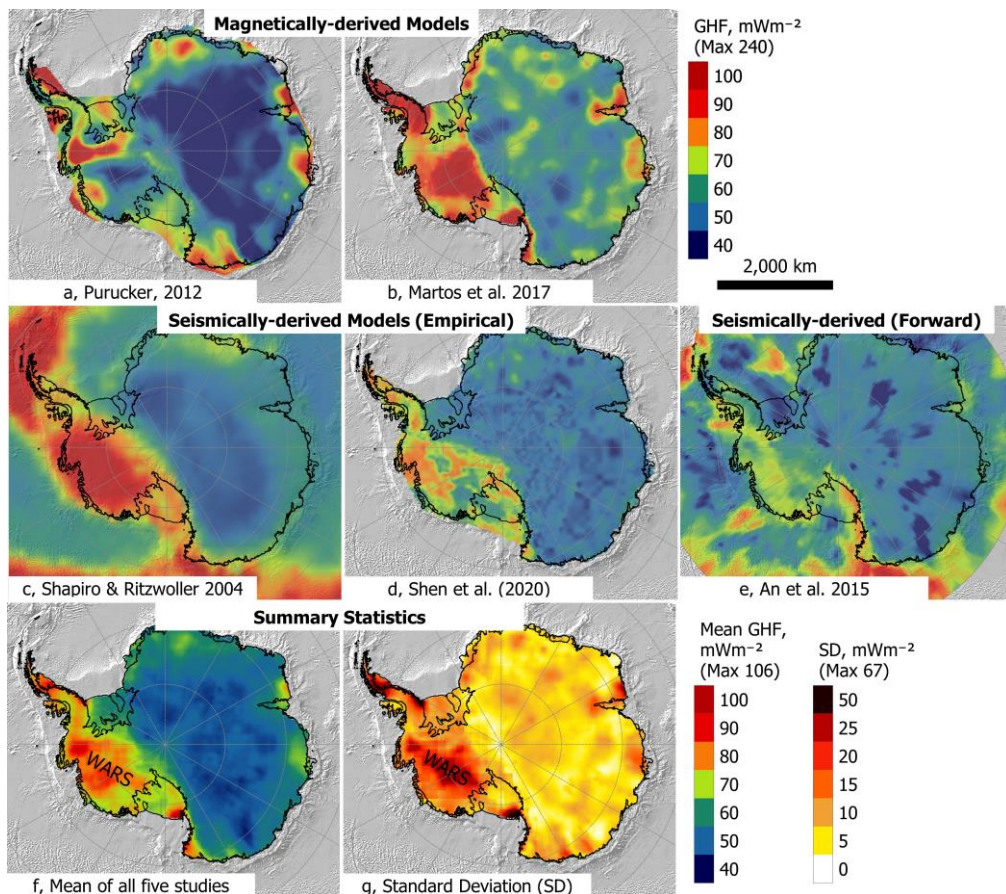 Magnetically-derived Models
GHF, mWm⁻²
(Max 240)
100
90
80
70
60
50
40
2,000 km
a, Purucker, 2012
b, Martos et al. 2017
Seismically-derived Models (Empirical)
Seismically-derived (Forward)
c, Shapiro & Ritzwoller 2004
d, Shen et al. (2020)
e, An et al. 2015
Summary Statistics
Mean GHF,
mWm⁻²
(Max 106)
100
90
80
70
60
50
40
SD, mWm⁻²
(Max 67)
50
25
20
15
10
5
0
WARS
WARS
f, Mean of all five studies
g, Standard Deviation (SD)